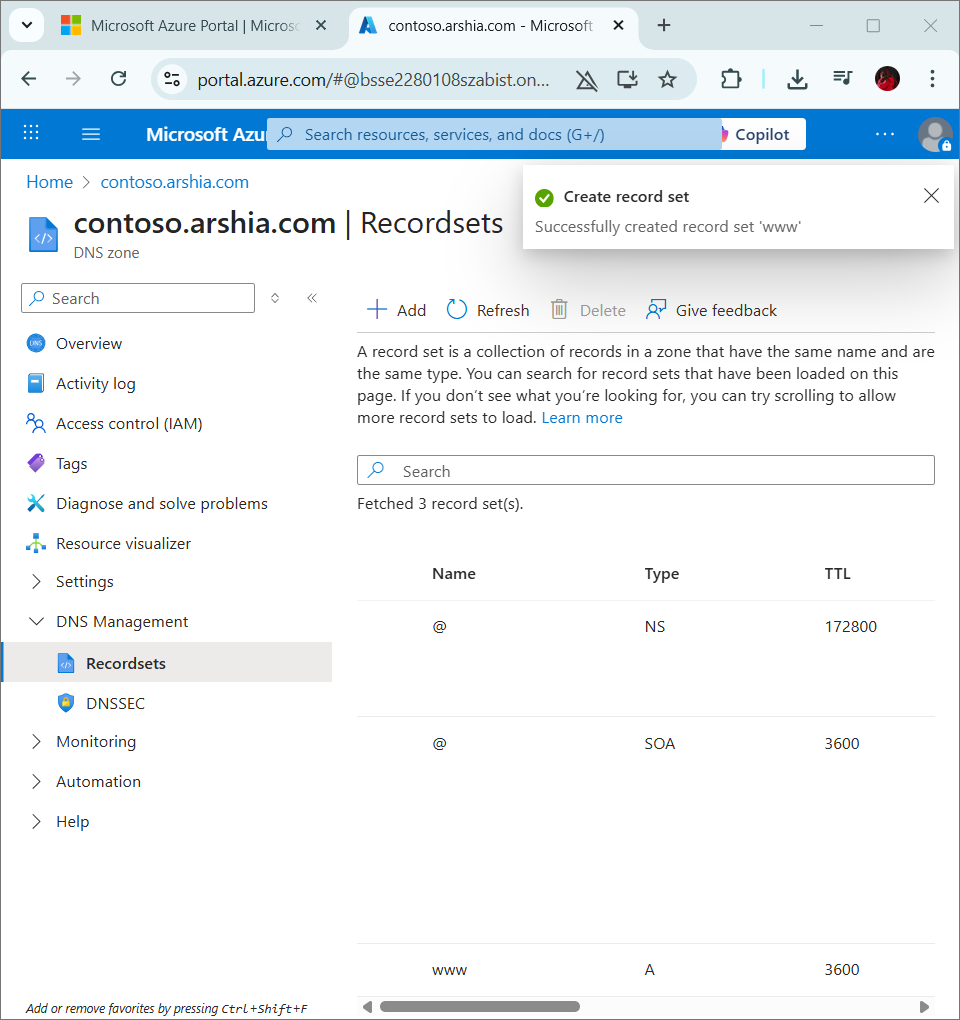 Microsoft Azure Portal | Micros
contoso.arshia.com - Microsoft
portal.azure.com/#@bsse2280108szabist.on...
Microsoft Azu
Search resources, services, and docs (G+/)
Copilot
Home
contoso.arshia.com
Create record set
Successfully created record set 'www'
contoso.arshia.com | Recordsets
DNS zone
Search
Overview
Activity log
Access control (IAM)
Tags
Diagnose and solve problems
Resource visualizer
Settings
DNS Management
Recordsets
DNSSEC
Monitoring
Automation
Help
Add or remove favorites by pressing Ctrl+Shift+F
Add
Refresh
Delete
Give feedback
A record set is a collection of records in a zone that have the same name and are
the same type. You can search for record sets that have been loaded on this
page. If you don't see what you're looking for, you can try scrolling to allow
more record sets to load. Learn more
Search
Fetched 3 record set(s).
Name Type TTL
@ NS 172800
@ SOA 3600
www A 3600